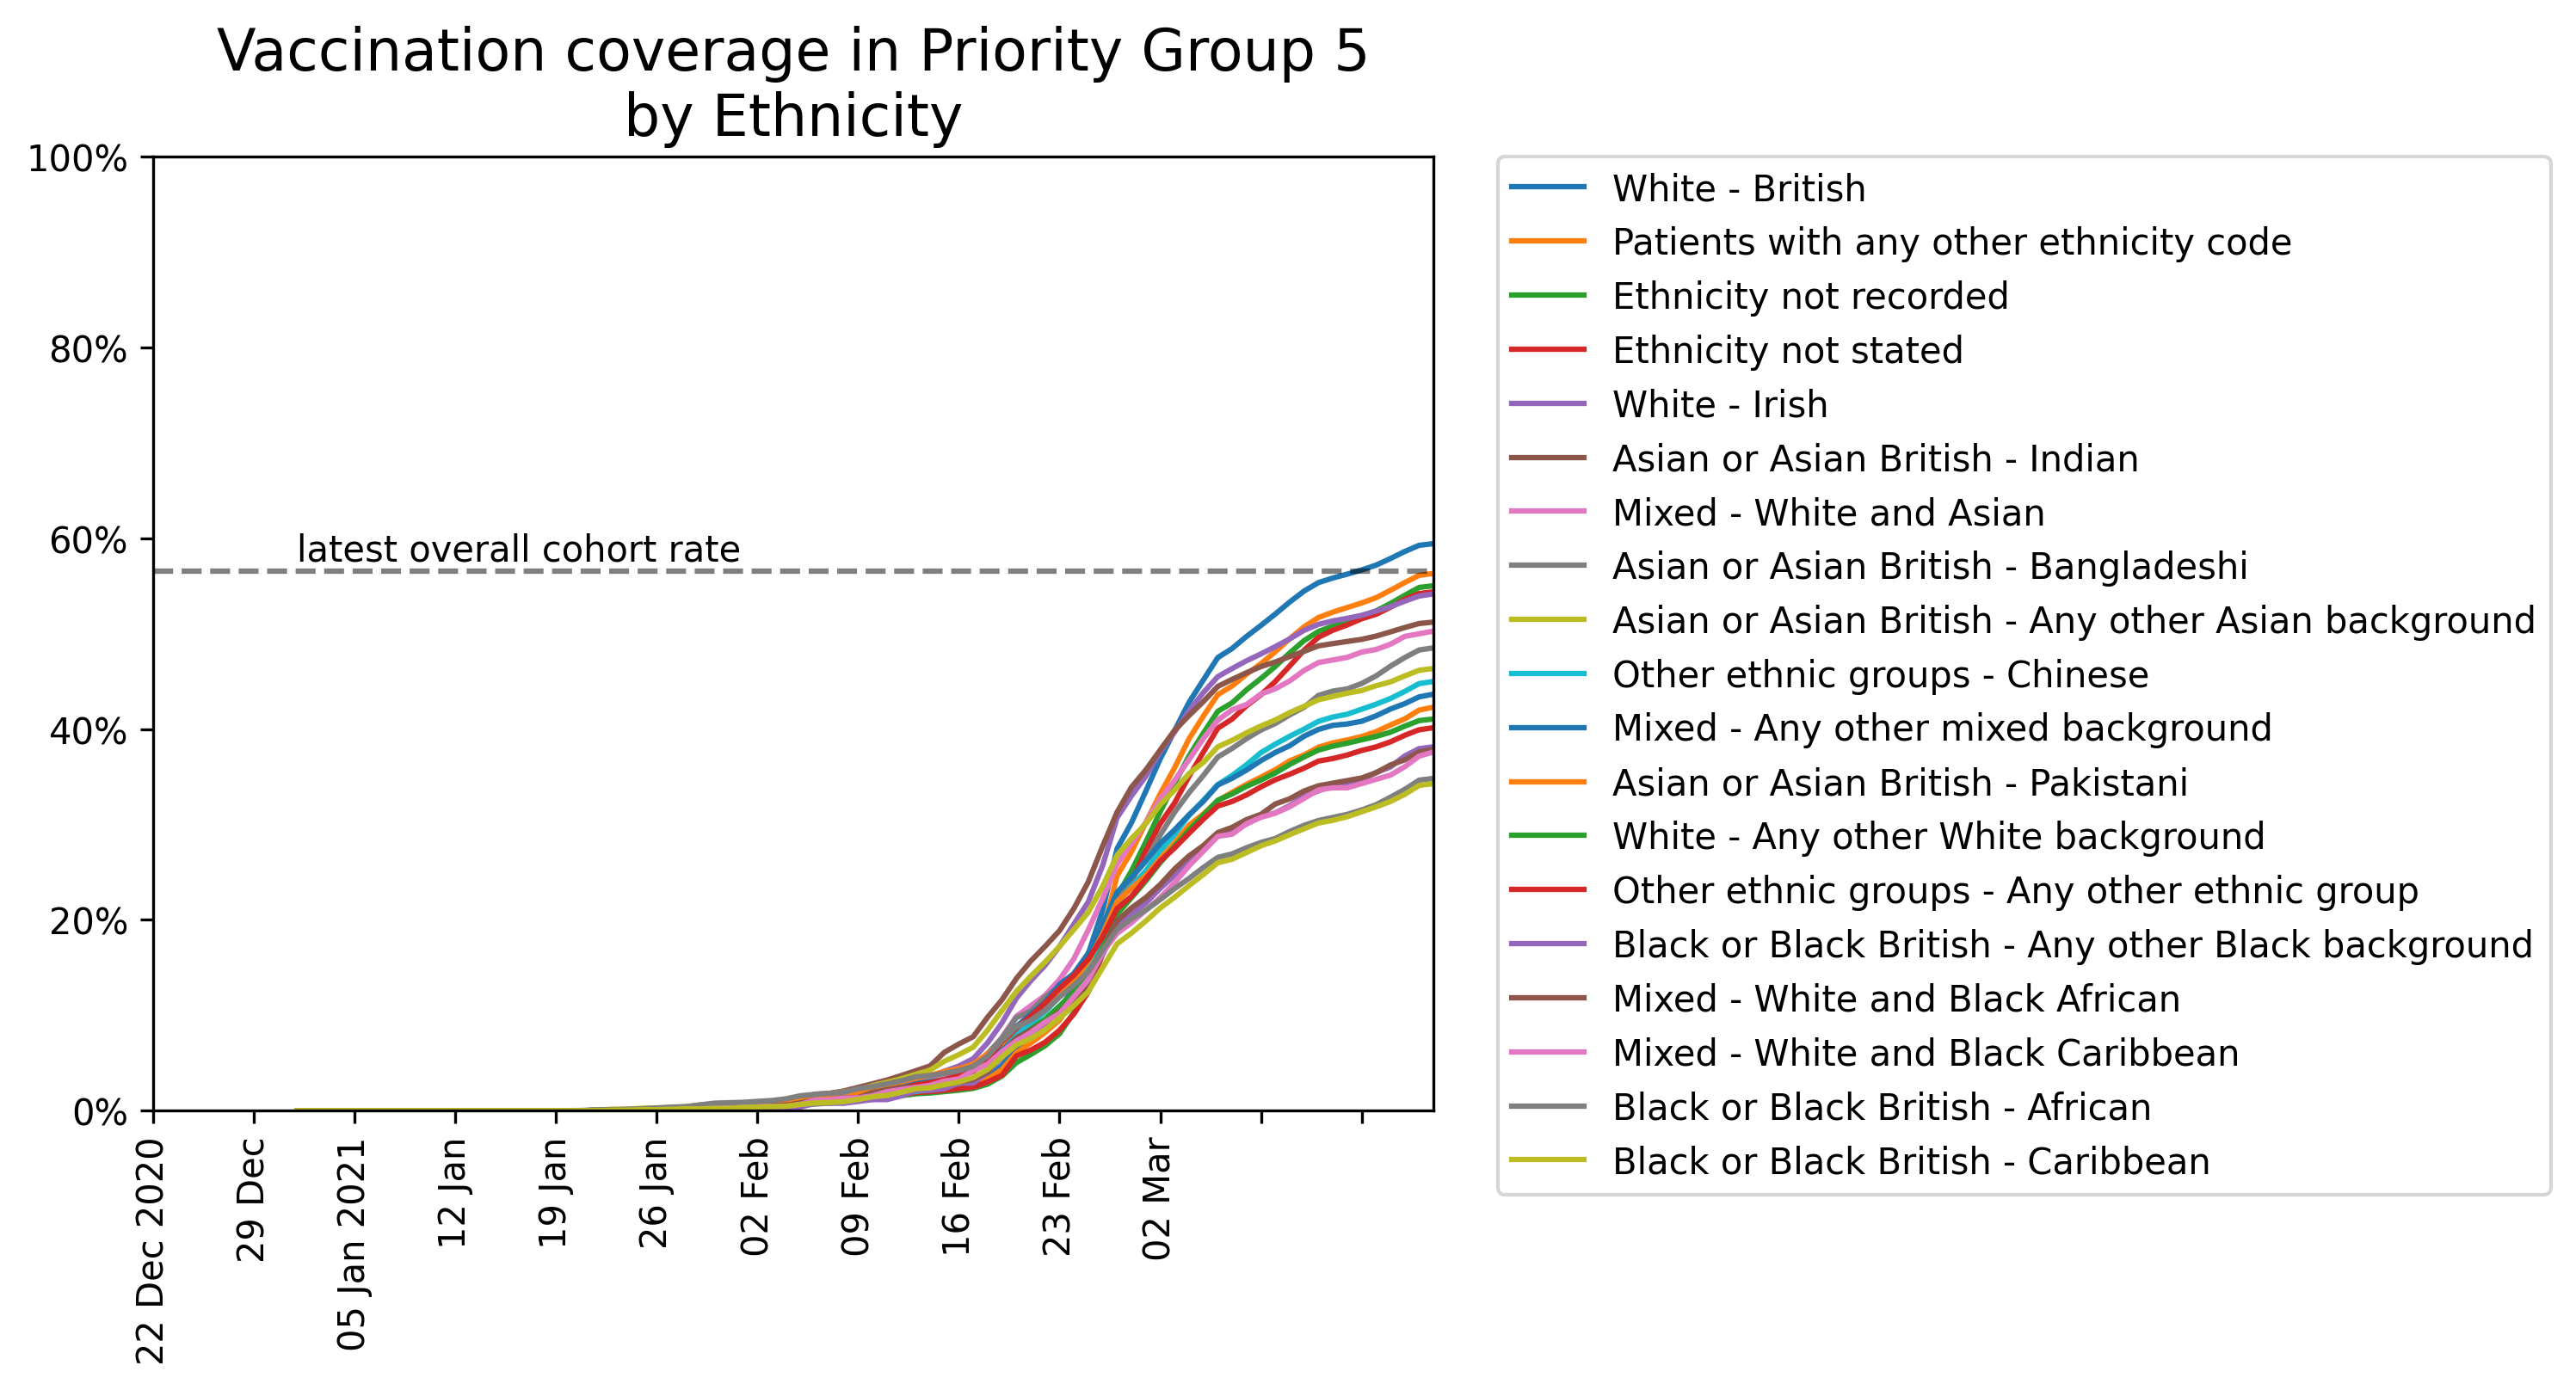 Vaccination coverage in Priority Group 5
by Ethnicity
100%
80%
60%
40%
20%
0%
latest overall cohort rate
22 Dec 2020
29 Dec
05 Jan 2021
12 Jan
19 Jan
26 Jan
02 Feb
09 Feb
16 Feb
23 Feb
02 Mar
White - British
Patients with any other ethnicity code
Ethnicity not recorded
Ethnicity not stated
White - Irish
Asian or Asian British - Indian
Mixed - White and Asian
Asian or Asian British - Bangladeshi
Asian or Asian British - Any other Asian background
Other ethnic groups - Chinese
Mixed - Any other mixed background
Asian or Asian British - Pakistani
White - Any other White background
Other ethnic groups - Any other ethnic group
Black or Black British - Any other Black background
Mixed - White and Black African
Mixed - White and Black Caribbean
Black or Black British - African
Black or Black British - Caribbean